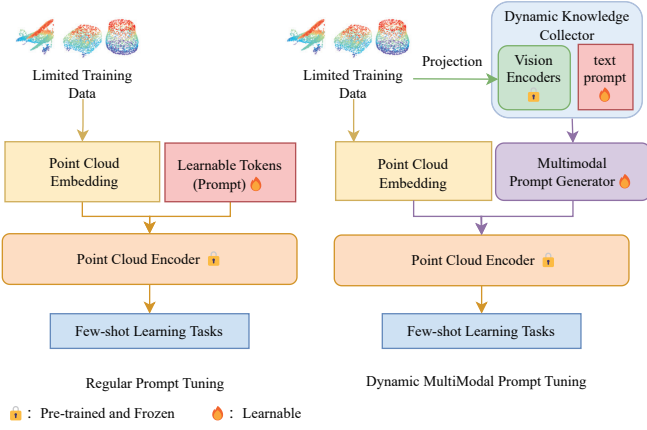 Limited Training
Data
Point Cloud
Embedding
Learnable Tokens
(Prompt)
Point Cloud Encoder
Few-shot Learning Tasks
Regular Prompt Tuning
Limited Training
Data
Projection
Dynamic Knowledge
Collector
Vision
Encoders
text
prompt
Point Cloud
Embedding
Multimodal
Prompt Generator
Point Cloud Encoder
Few-shot Learning Tasks
Dynamic MultiModal Prompt Tuning
: Pre-trained and Frozen
: Learnable